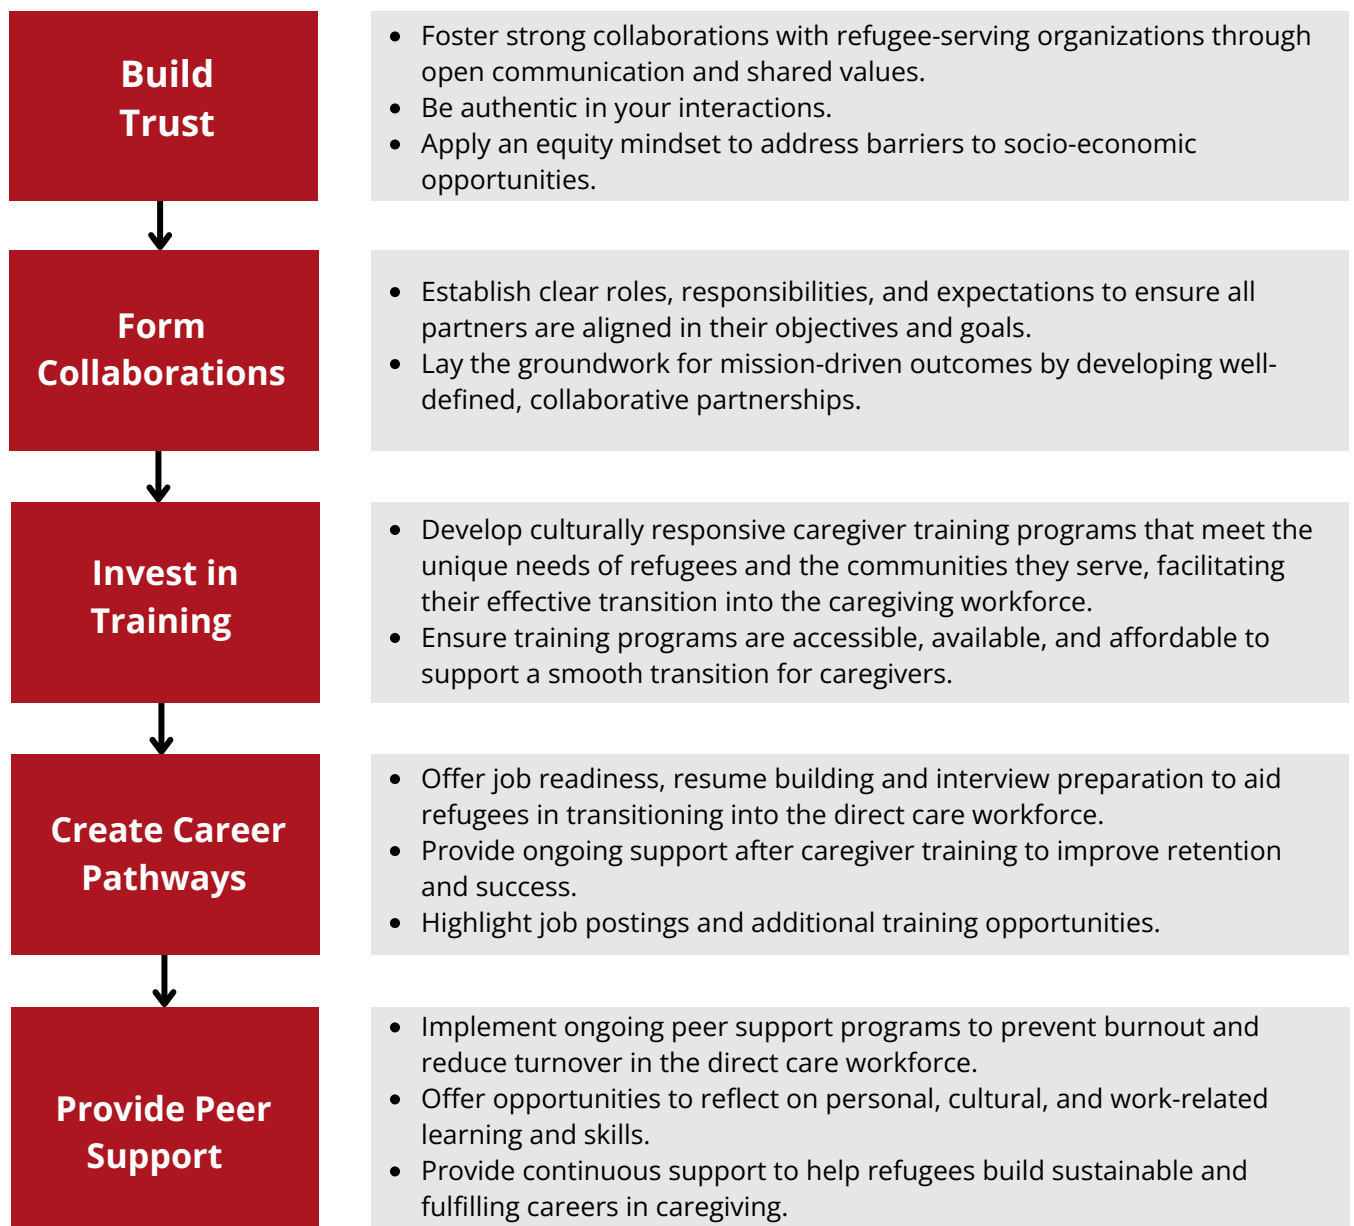 Build
Trust
• Foster strong collaborations with refugee-serving organizations through
open communication and shared values.
• Be authentic in your interactions.
• Apply an equity mindset to address barriers to socio-economic
opportunities.
Form
Collaborations
• Establish clear roles, responsibilities, and expectations to ensure all
partners are aligned in their objectives and goals.
• Lay the groundwork for mission-driven outcomes by developing well-
defined, collaborative partnerships.
Invest in
Training
• Develop culturally responsive caregiver training programs that meet the
unique needs of refugees and the communities they serve, facilitating
their effective transition into the caregiving workforce.
• Ensure training programs are accessible, available, and affordable to
support a smooth transition for caregivers.
Create Career
Pathways
• Offer job readiness, resume building and interview preparation to aid
refugees in transitioning into the direct care workforce.
• Provide ongoing support after caregiver training to improve retention
and success.
• Highlight job postings and additional training opportunities.
Provide Peer
Support
• Implement ongoing peer support programs to prevent burnout and
reduce turnover in the direct care workforce.
• Offer opportunities to reflect on personal, cultural, and work-related
learning and skills.
• Provide continuous support to help refugees build sustainable and
fulfilling careers in caregiving.